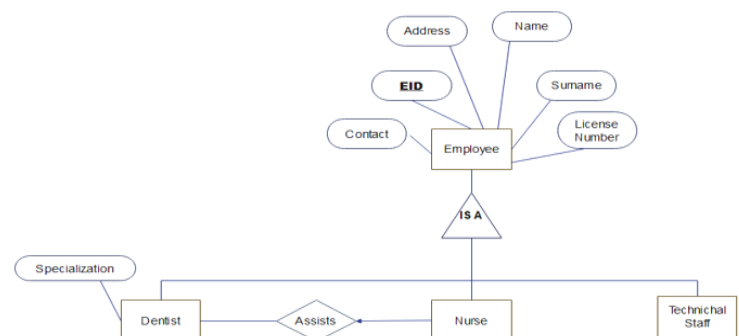 Address
Name
EID
Surname
Contact
License
Number
Employee
IS A
Specialization
Dentist
Assists
Nurse
Technichal
Staff